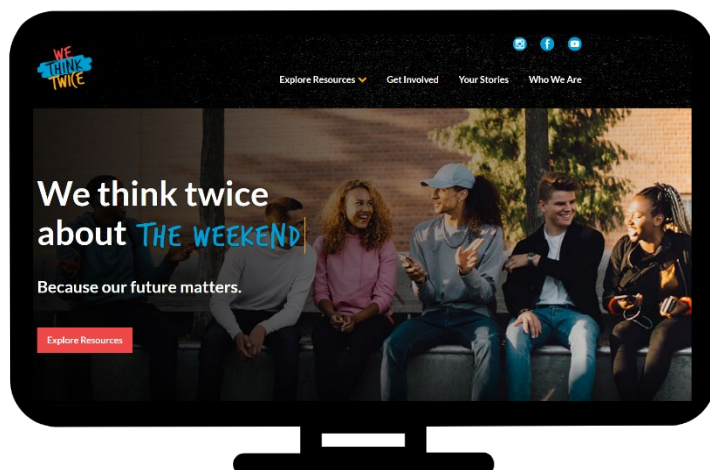 WE
THINK
TWICE
Explore Resources Get Involved Your Stories Who We Are
We think twice
about THE WEEKEND
Because our future matters.
Explore Resources